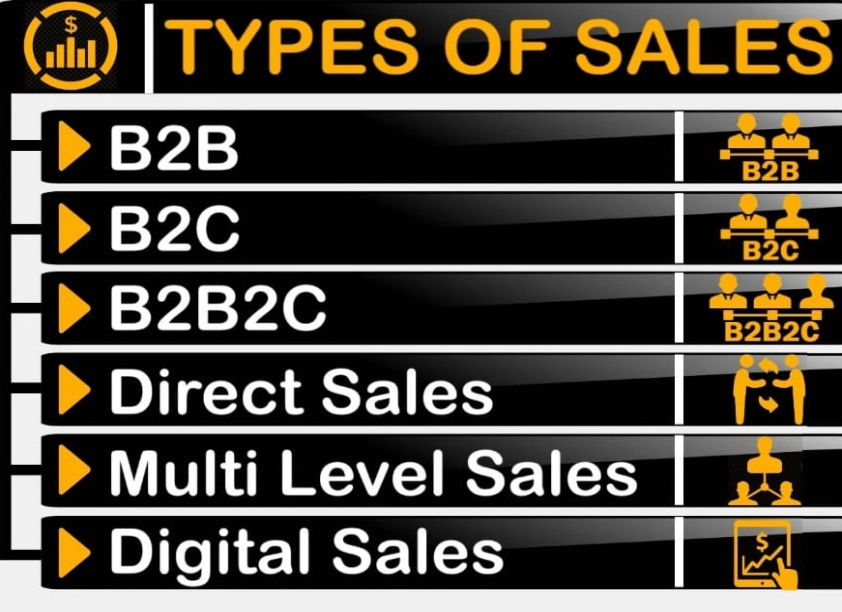 $
TYPES OF SALES
B2B
B2B
B2C
B2C
B2B2C
B2B2C
Direct Sales
Multi Level Sales
Digital Sales
$